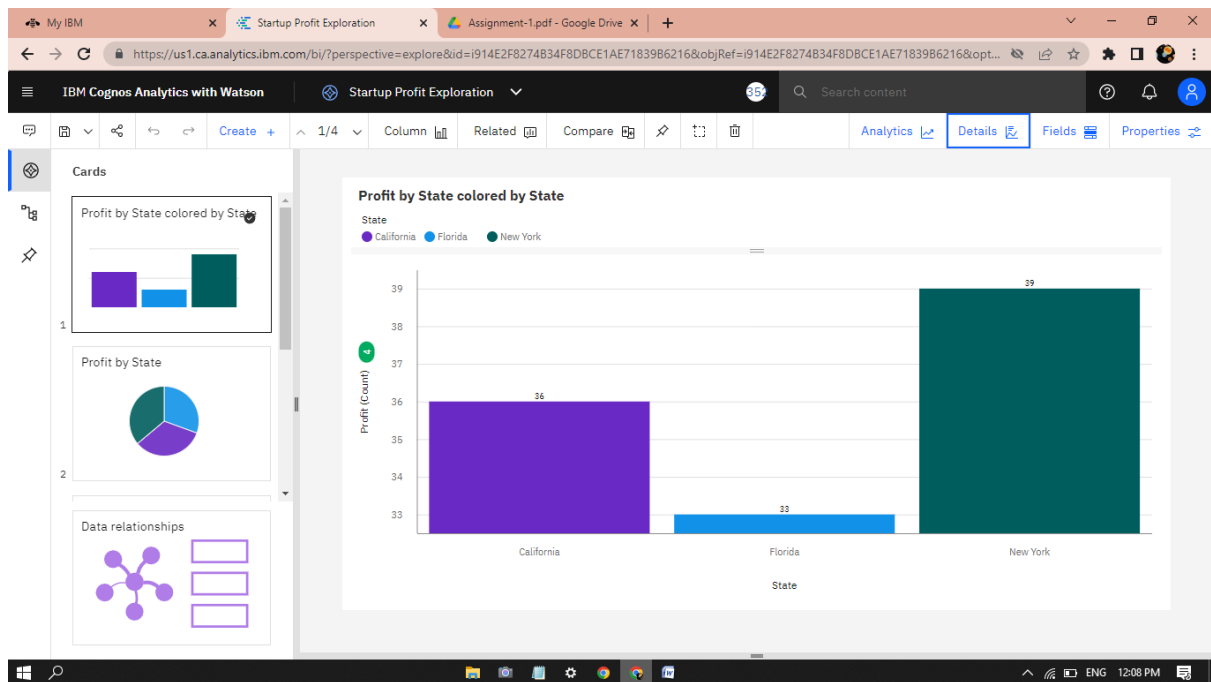 My IBM
Startup Profit Exploration
Assignment-1.pdf - Google Drive
https://us1.ca.analytics.ibm.com/bi/?perspective=explore&id=i914E2F8274B34F8DBCE1AE71839B6216&objRef=i914E2F8274B34F8DBCE1AE71839B6216&opt...
IBM Cognos Analytics with Watson
Startup Profit Exploration
352
Search content
Create +
1/4
Column
Related
Compare
Analytics
Details
Fields
Properties
Cards
Profit by State colored by State
1
Profit by State
2
Data relationships
Profit by State colored by State
State
California Florida New York
39
38
37
36
35
34
33
Profit (Count)
36
33
39
California Florida New York
State
ENG 12:08 PM